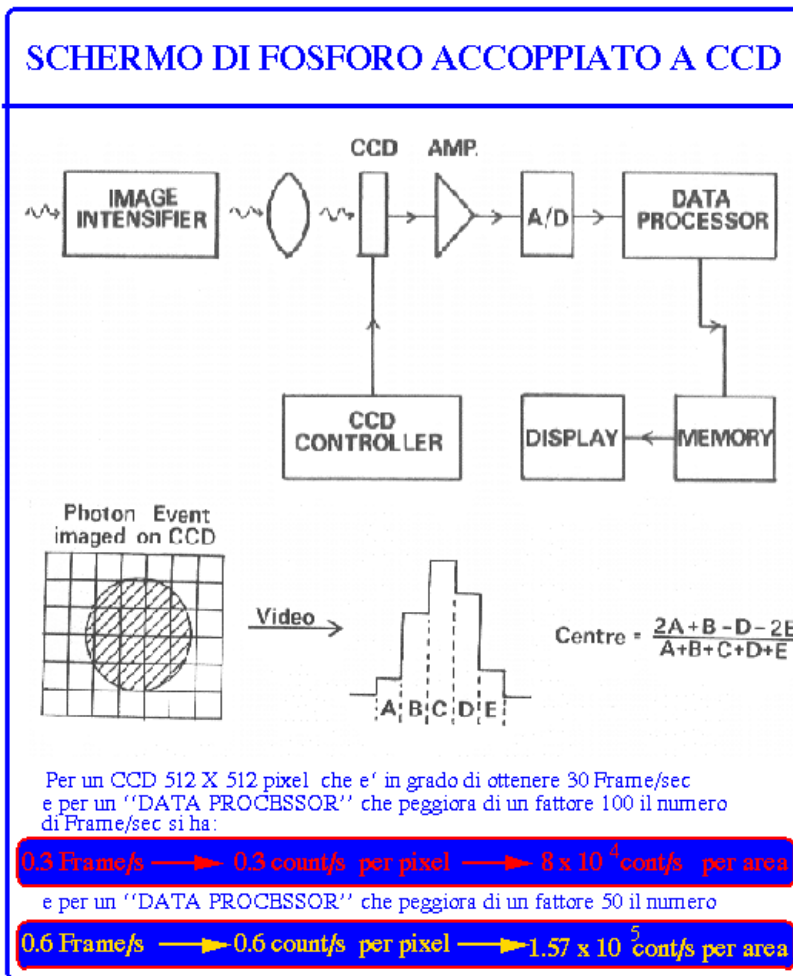 SCHERMO DI FOSFORO ACCOPPIATO A CCD
CCD AMP.
IMAGE
INTENSIFIER
A/D
DATA
PROCESSOR
CCD
CONTROLLER
DISPLAY
MEMORY
Photon Event
imaged on CCD
Video
A B C D E
Centre = 2A+B-D-2E
A+B+C+D+E
Per un CCD 512 X 512 pixel che e' in grado di ottenere 30 Frame/sec
e per un "DATA PROCESSOR" che peggiora di un fattore 100 il numero
di Frame/sec si ha:
0.3 Frame/s 0.3 count/s per pixel 8 x 10 4 cont/s per area
e per un "DATA PROCESSOR" che peggiora di un fattore 50 il numero
0.6 Frame/s 0.6 count/s per pixel 1.57 x 10 5 cont/s per area